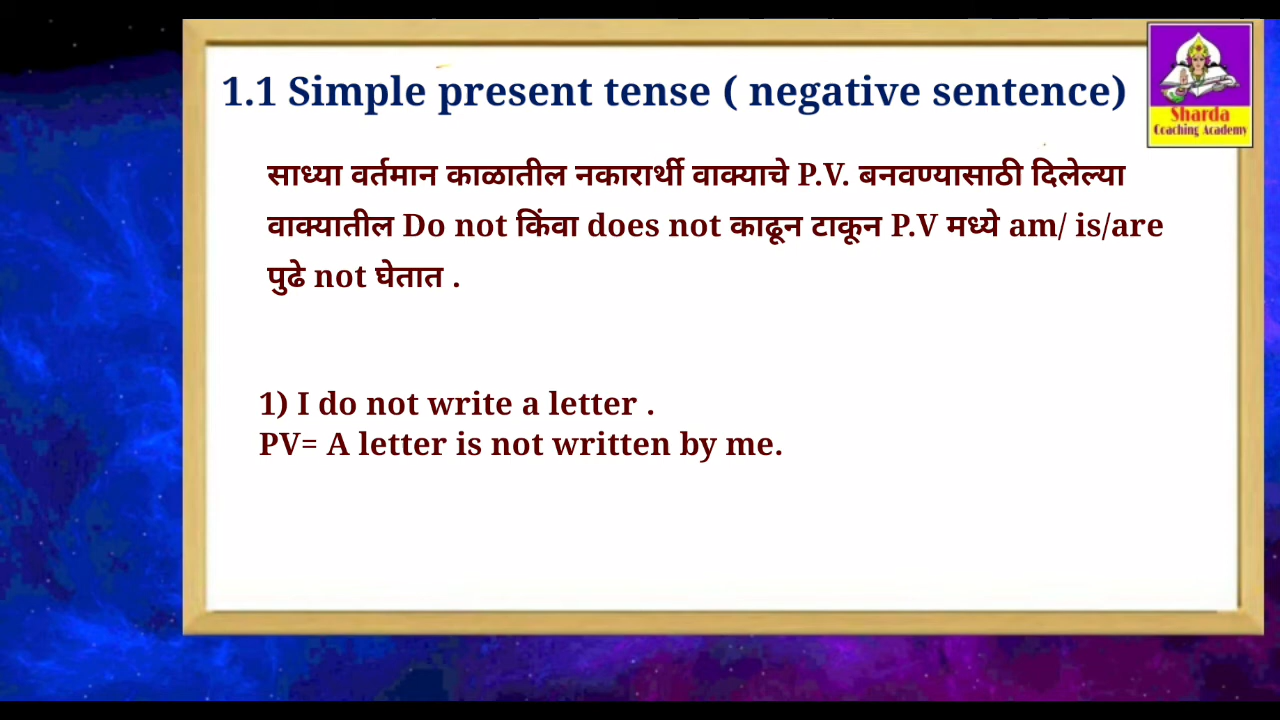 1.1 Simple present tense ( negative sentence)
Sharda
Coaching Academy
साध्या वर्तमान काळातील नकारार्थी वाक्याचे P.V. बनवण्यासाठी दिलेल्या
वाक्यातील Do not किंवा does not काढून टाकून P.V मध्ये am/ is/are
पुढे not घेतात .
1) I do not write a letter .
PV= A letter is not written by me.